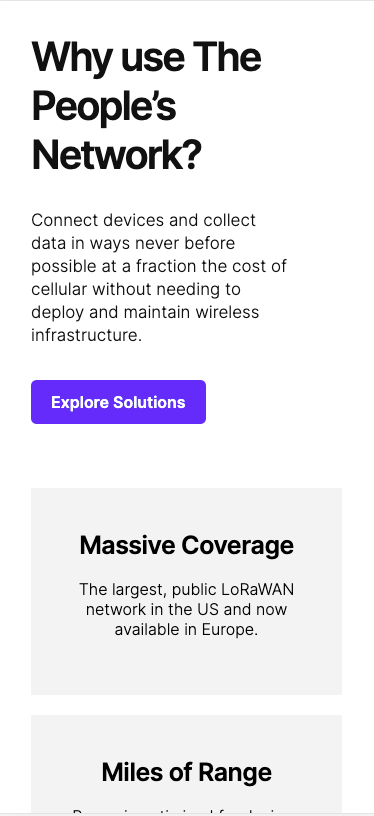 Why use The
People’s
Network?
Connect devices and collect
data in ways never before
possible at a fraction the cost of
cellular without needing to
deploy and maintain wireless
infrastructure.
Explore Solutions
Massive Coverage
The largest, public LoRaWAN
network in the US and now
available in Europe.
Miles of Range